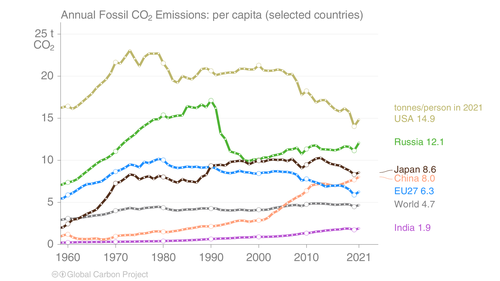 Annual Fossil CO₂ Emissions: per capita (selected countries)
25 t
CO₂
20
15
10
5
0
1960 1970 1980 1990 2000 2010 2021
tonnes/person in 2021
USA 14.9
Russia 12.1
Japan 8.6
China 8.0
EU27 6.3
World 4.7
India 1.9
Global Carbon Project